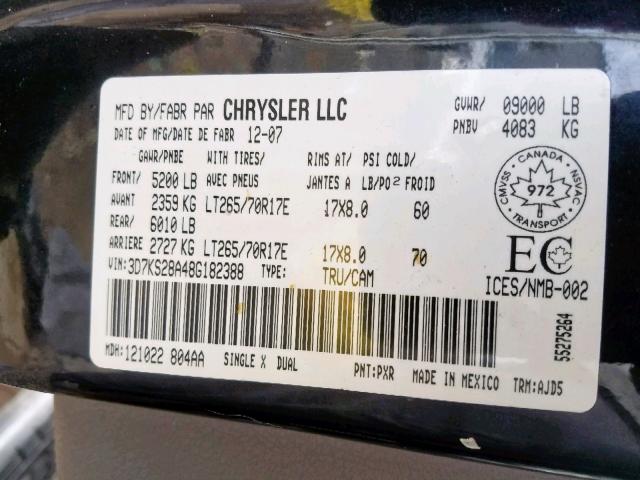 MFD BY/FABR PAR CHRYSLER LLC GVWR/ 09000 LB
DATE OF MFG/DATE DE FABR 12-07 PNBV 4083 KG
GAWR/PNBE WITH TIRES/ RIMS AT/ PSI COLD/
FRONT/ 5200 LB AVEC PNEUS JANTES A LB/PO2 FROID
AVANT 2359 KG LT265/70R17E 17X8.0 60
REAR/ 6010 LB
ARRIERE 2727 KG LT265/70R17E 17X8.0 70
VIN: 3D7KS28A48G182388 TYPE: TRU/CAM
CMVSS CANADA NSVAC
972
TRANSPORT
EC
ICES/NMB-002
55275264
MDH: 121022 804AA SINGLE X DUAL
PNT: PXR MADE IN MEXICO TRM: AJD5